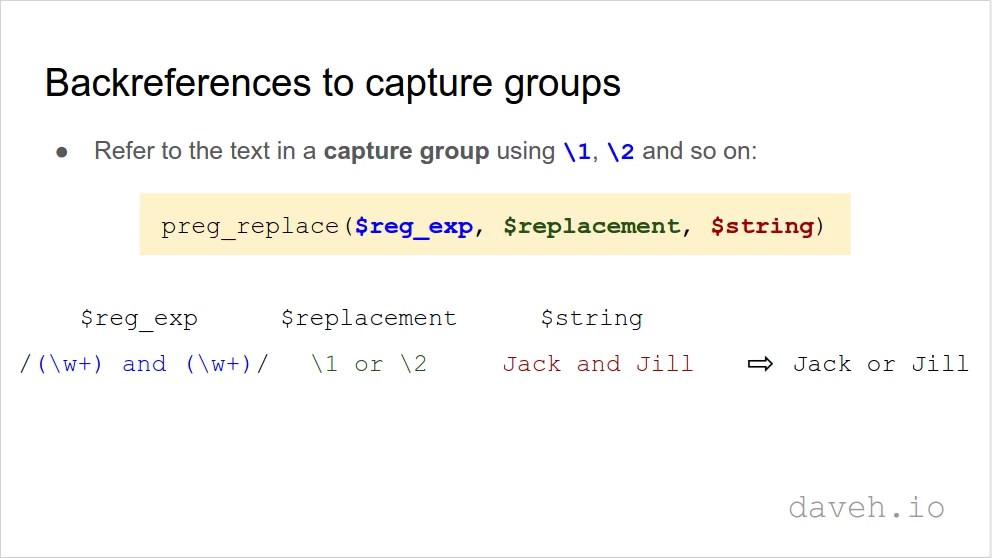 Backreferences to capture groups
● Refer to the text in a capture group using \1, \2 and so on:
preg_replace($reg_exp, $replacement, $string)
$reg_exp $replacement $string
/(\w+) and (\w+)/ \1 or \2 Jack and Jill ⇨ Jack or Jill
daveh.io